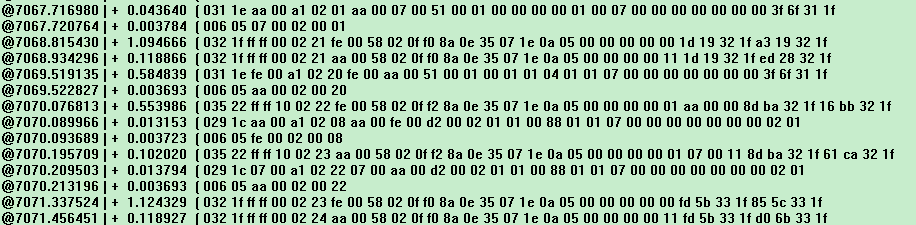 @7067.716980 | + 0.043640 [ 031 1e aa 00 a1 02 01 aa 00 07 00 51 00 01 00 00 00 00 01 00 07 00 00 00 00 00 00 00 3f 6f 31 1f
@7067.720764 | + 0.003784 [ 006 05 07 00 02 00 01
@7068.815430 | + 1.094666 [ 032 1f ff ff 00 02 21 fe 00 58 02 0f f0 8a 0e 35 07 1e 0a 05 00 00 00 00 00 1d 19 32 1f a3 19 32 1f
@7068.934296 | + 0.118866 [ 032 1f ff ff 00 02 21 aa 00 58 02 0f f0 8a 0e 35 07 1e 0a 05 00 00 00 00 11 1d 19 32 1f ed 28 32 1f
@7069.519135 | + 0.584839 [ 031 1e fe 00 a1 02 20 fe 00 aa 00 51 00 01 00 01 01 04 01 01 07 00 00 00 00 00 00 00 3f 6f 31 1f
@7069.522827 | + 0.003693 [ 006 05 aa 00 02 00 20
@7070.076813 | + 0.553986 [ 035 22 ff ff 10 02 22 fe 00 58 02 0f f2 8a 0e 35 07 1e 0a 05 00 00 00 00 01 aa 00 00 8d ba 32 1f 16 bb 32 1f
@7070.089966 | + 0.013153 [ 029 1c aa 00 a1 02 08 aa 00 fe 00 d2 00 02 01 01 00 88 01 01 07 00 00 00 00 00 00 00 02 01
@7070.093689 | + 0.003723 [ 006 05 fe 00 02 00 08
@7070.195709 | + 0.102020 [ 035 22 ff ff 10 02 23 aa 00 58 02 0f f2 8a 0e 35 07 1e 0a 05 00 00 00 00 00 01 07 00 11 8d ba 32 1f 61 ca 32 1f
@7070.209503 | + 0.013794 [ 029 1c 07 00 a1 02 22 07 00 aa 00 d2 00 02 01 01 00 88 01 01 07 00 00 00 00 00 00 00 02 01
@7070.213196 | + 0.003693 [ 006 05 aa 00 02 00 22
@7071.337524 | + 1.124329 [ 032 1f ff ff 00 02 23 fe 00 58 02 0f f0 8a 0e 35 07 1e 0a 05 00 00 00 00 00 fd 5b 33 1f 85 5c 33 1f
@7071.456451 | + 0.118927 [ 032 1f ff ff 00 02 24 aa 00 58 02 0f f0 8a 0e 35 07 1e 0a 05 00 00 00 00 11 fd 5b 33 1f d0 6b 33 1f